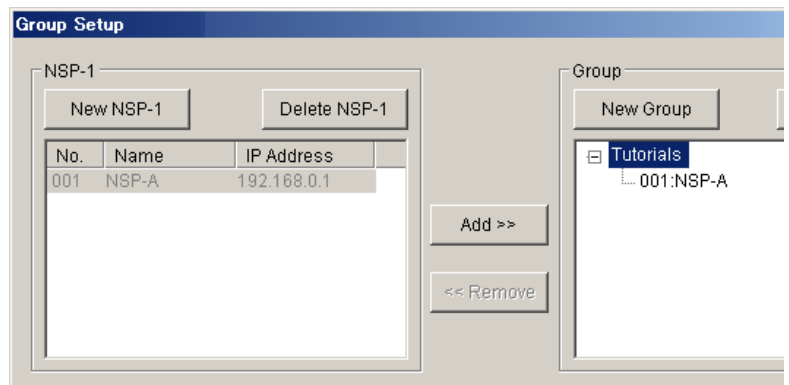 Group Setup
NSP-1
New NSP-1
Delete NSP-1
No. Name IP Address
001 NSP-A 192.168.0.1
Add >>
<< Remove
Group
New Group
Tutorials
001:NSP-A